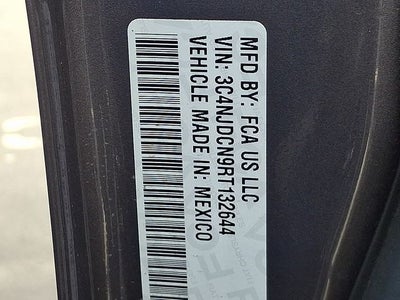 MFD BY: FCA US LLC
VIN: 3C4NJDCN9RT132644
VEHICLE MADE IN: MEXICO